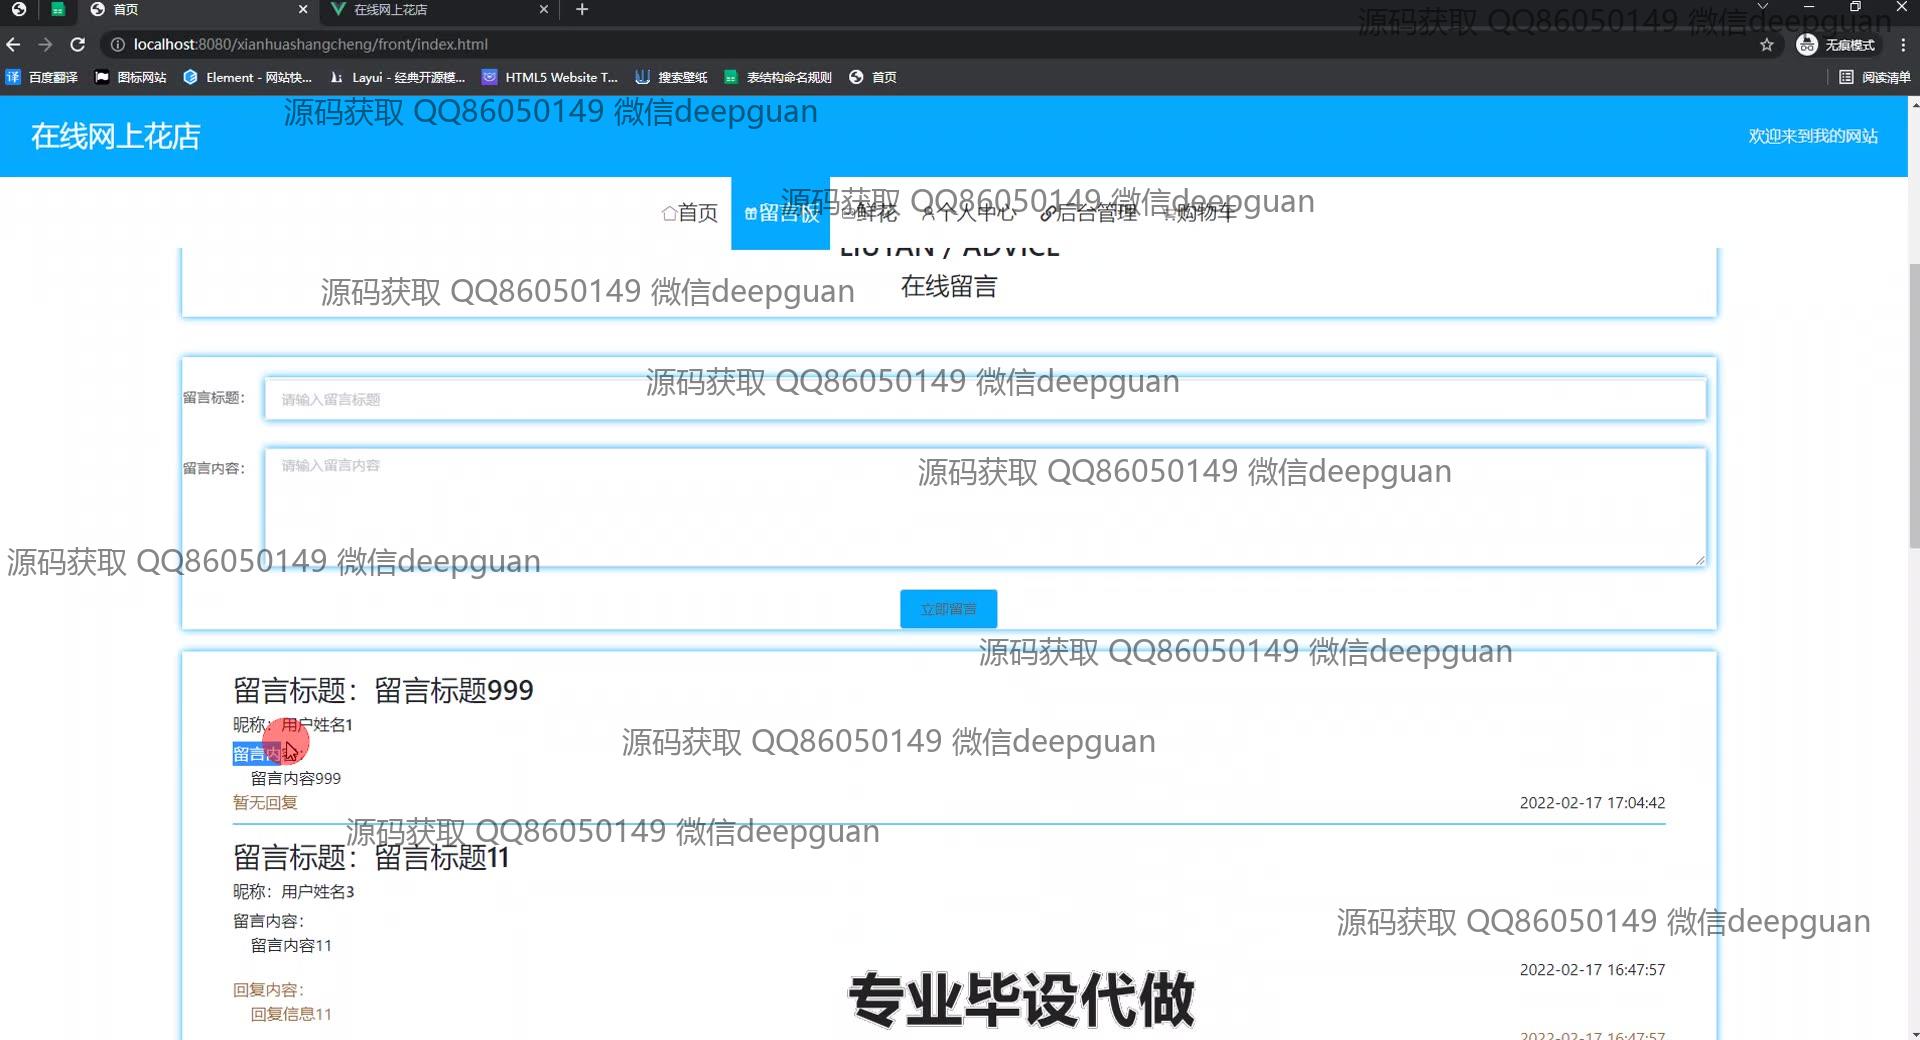 首页
在线网上花店
源码获取 QQ86050149 微信deepguan
localhost:8080/xianhuashangcheng/front/index.html
无痕模式
百度翻译
图标网站
Element - 网站快...
Layui - 经典开源模...
HTML5 Website T...
搜索壁纸
表结构命名规则
首页
阅读清单
源码获取 QQ86050149 微信deepguan
在线网上花店
欢迎来到我的网站
源码获取 QQ86050149 微信deepguan
首页
留言板
鲜花
个人中心
后台管理
购物车
LIUYAN / ADVICE
在线留言
源码获取 QQ86050149 微信deepguan
源码获取 QQ86050149 微信deepguan
留言标题：
请输入留言标题
留言内容：
请输入留言内容
源码获取 QQ86050149 微信deepguan
源码获取 QQ86050149 微信deepguan
立即留言
源码获取 QQ86050149 微信deepguan
留言标题：留言标题999
昵称：用户姓名1
源码获取 QQ86050149 微信deepguan
留言内容：
留言内容999
暂无回复
2022-02-17 17:04:42
源码获取 QQ86050149 微信deepguan
留言标题：留言标题11
昵称：用户姓名3
留言内容：
源码获取 QQ86050149 微信deepguan
留言内容11
2022-02-17 16:47:57
回复内容：
回复信息11
专业毕设代做
2022-02-17 16:47:57